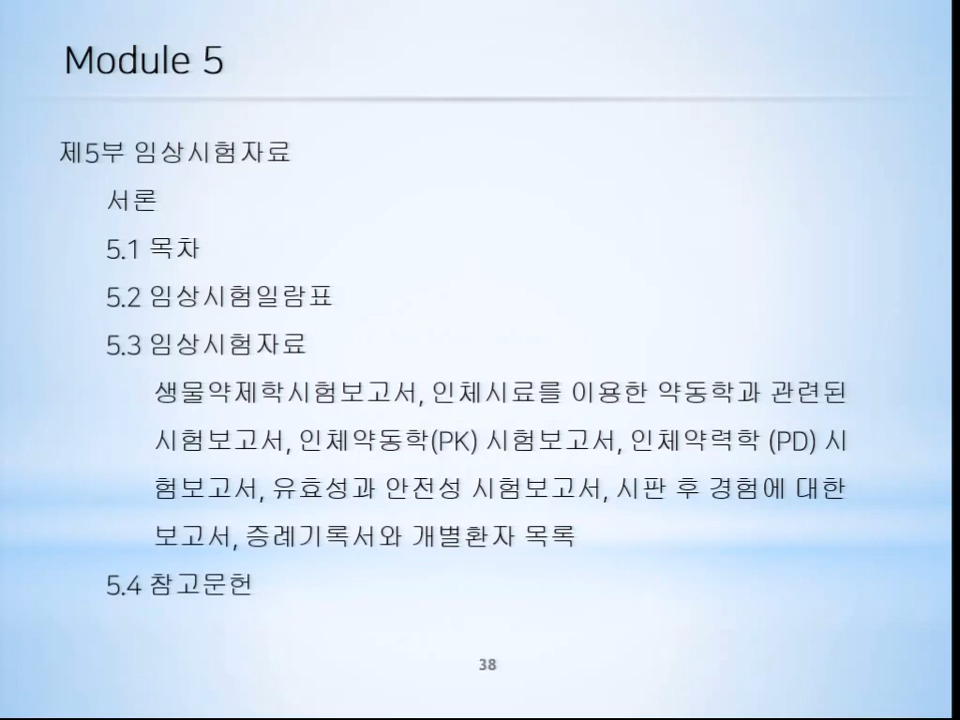 Module 5
제5부 임상시험자료
서론
5.1 목차
5.2 임상시험일람표
5.3 임상시험자료
생물약제학시험보고서, 인체시료를 이용한 약동학과 관련된
시험보고서, 인체약동학(PK) 시험보고서, 인체약력학 (PD) 시
험보고서, 유효성과 안전성 시험보고서, 시판 후 경험에 대한
보고서, 증례기록서와 개별환자 목록
5.4 참고문헌
38